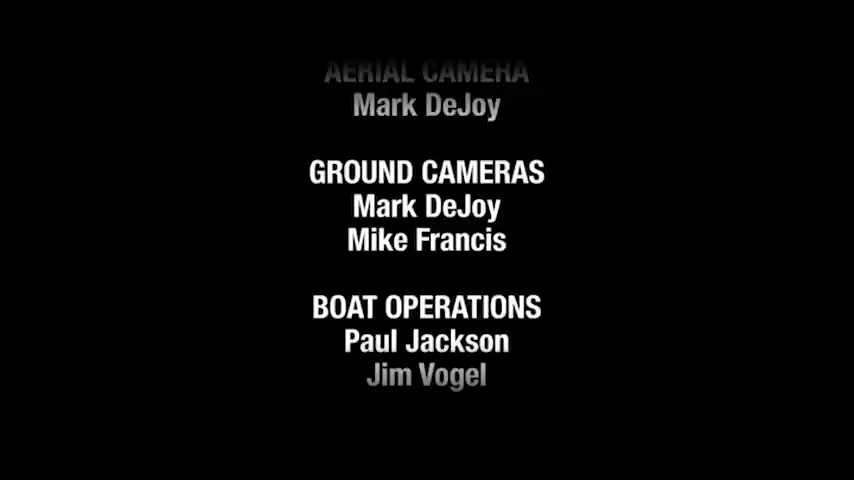 AERIAL CAMERA
Mark DeJoy
GROUND CAMERAS
Mark DeJoy
Mike Francis
BOAT OPERATIONS
Paul Jackson
Jim Vogel